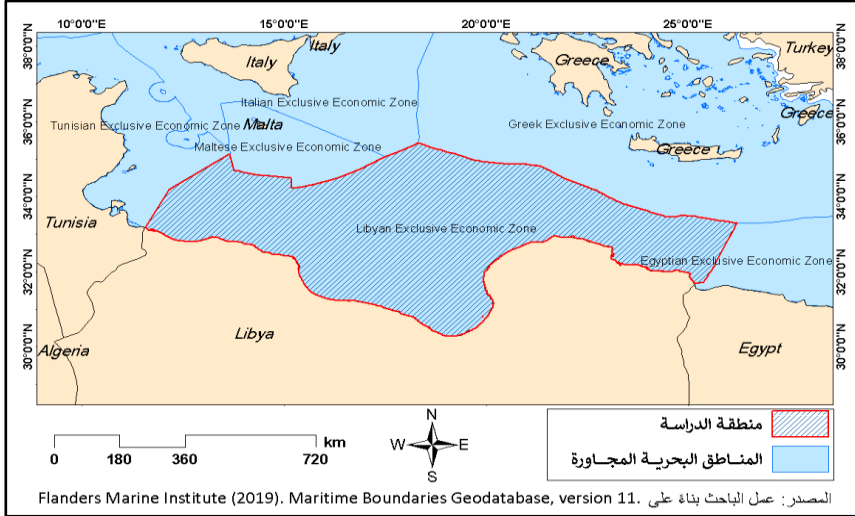 10°0'0"E 15°0'0"E 20°0'0"E 25°0'0"E
38°0'0"N 38°0'0"N
36°0'0"N 36°0'0"N
34°0'0"N 34°0'0"N
32°0'0"N 32°0'0"N
30°0'0"N 30°0'0"N
Italy
Turkey
Italy
Greece
Italian Exclusive Economic Zone
Greece
Tunisian Exclusive Economic Zone
Malta
Greek Exclusive Economic Zone
Maltese Exclusive Economic Zone
Greece
Tunisia
Libyan Exclusive Economic Zone
Egyptian Exclusive Economic Zone
Libya
Algeria
Egypt
km
0 180 360 720
N
W E
S
منطقة الدراسة
المناطق البحرية المجاورة
المصدر: عمل الباحث بناءً على Flanders Marine Institute (2019). Maritime Boundaries Geodatabase, version 11.